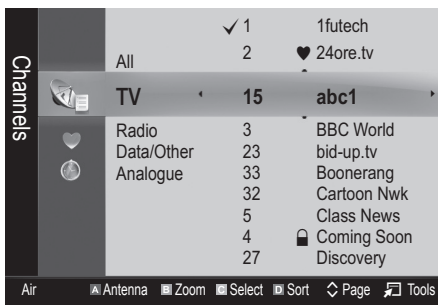 Channels
✓ 1 1futech
All 2 ♥ 24ore.tv
TV 15 abc1
Radio 3 BBC World
Data/Other 23 bid-up.tv
Analogue 33 Boonerang
32 Cartoon Nwk
5 Class News
4 Coming Soon
27 Discovery
Air A Antenna B Zoom C Select D Sort Page Tools